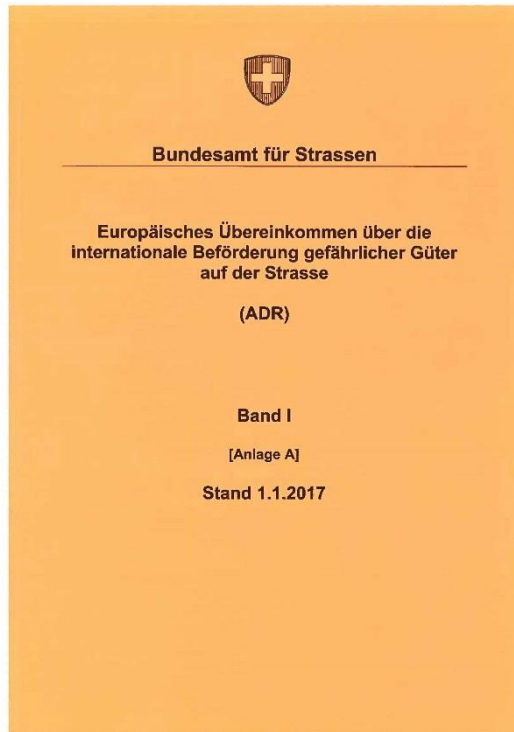 Bundesamt für Strassen
Europäisches Übereinkommen über die
internationale Beförderung gefährlicher Güter
auf der Strasse
(ADR)
Band I
[Anlage A]
Stand 1.1.2017